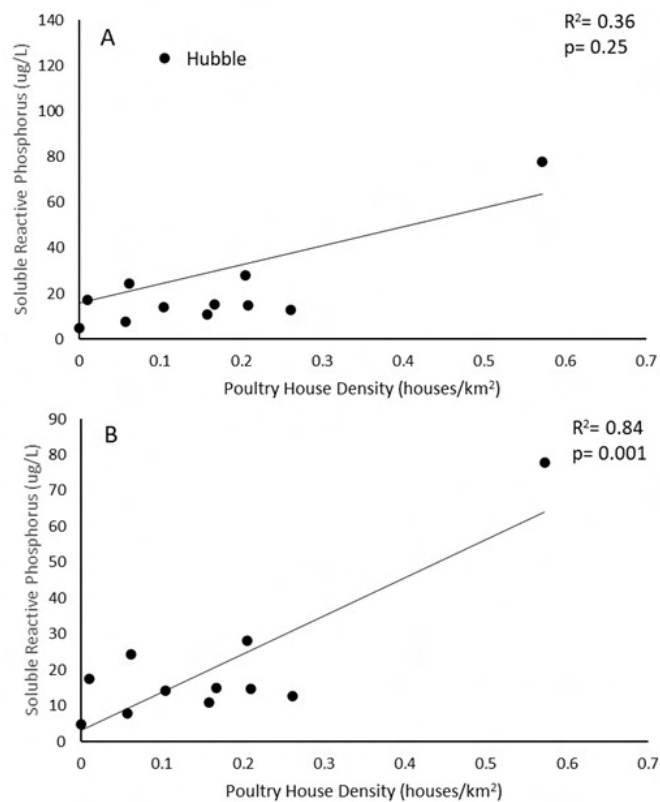 A
R²= 0.36
p= 0.25
Hubble
Soluble Reactive Phosphorus (ug/L)
140
120
100
80
60
40
20
0
0 0.1 0.2 0.3 0.4 0.5 0.6 0.7
Poultry House Density (houses/km²)
B
R²= 0.84
p= 0.001
Soluble Reactive Phosphorus (ug/L)
90
80
70
60
50
40
30
20
10
0
0 0.1 0.2 0.3 0.4 0.5 0.6 0.7
Poultry House Density (houses/km²)